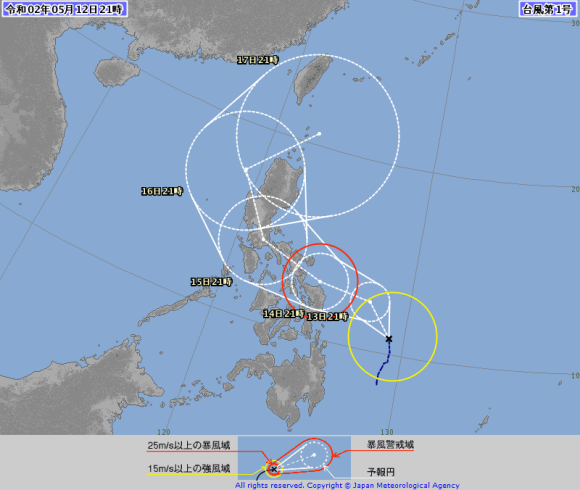 令和02年05月12日21時
台風第1号
30
17日21時
20
16日21時
15日21時
14日21時
13日21時
10
120
130
25m/s以上の暴風域
暴風警戒域
15m/s以上の強風域
予報円
All rights reserved. Copyright © Japan Meteorological Agency